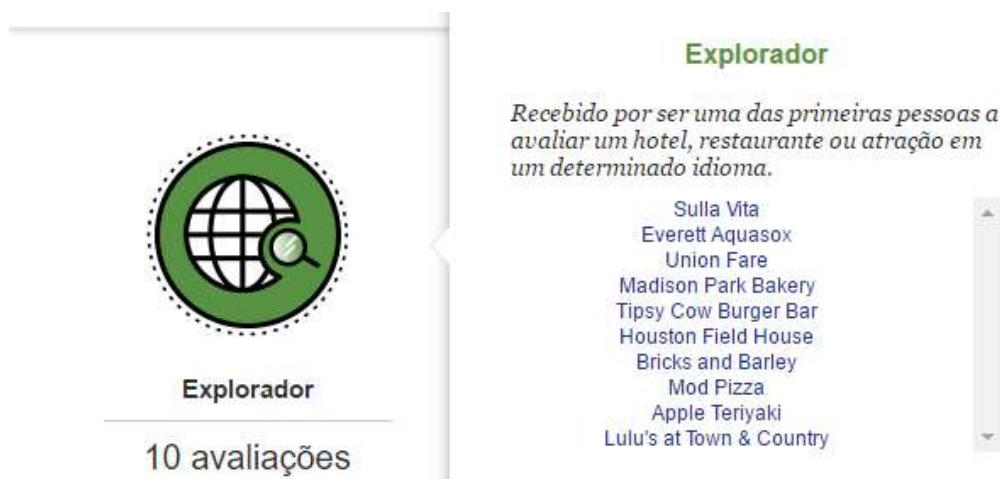 Explorador
10 avaliações
Explorador
Recebido por ser uma das primeiras pessoas a
avaliar um hotel, restaurante ou atração em
um determinado idioma.
Sulla Vita
Everett Aquasox
Union Fare
Madison Park Bakery
Tipsy Cow Burger Bar
Houston Field House
Bricks and Barley
Mod Pizza
Apple Teriyaki
Lulu's at Town & Country